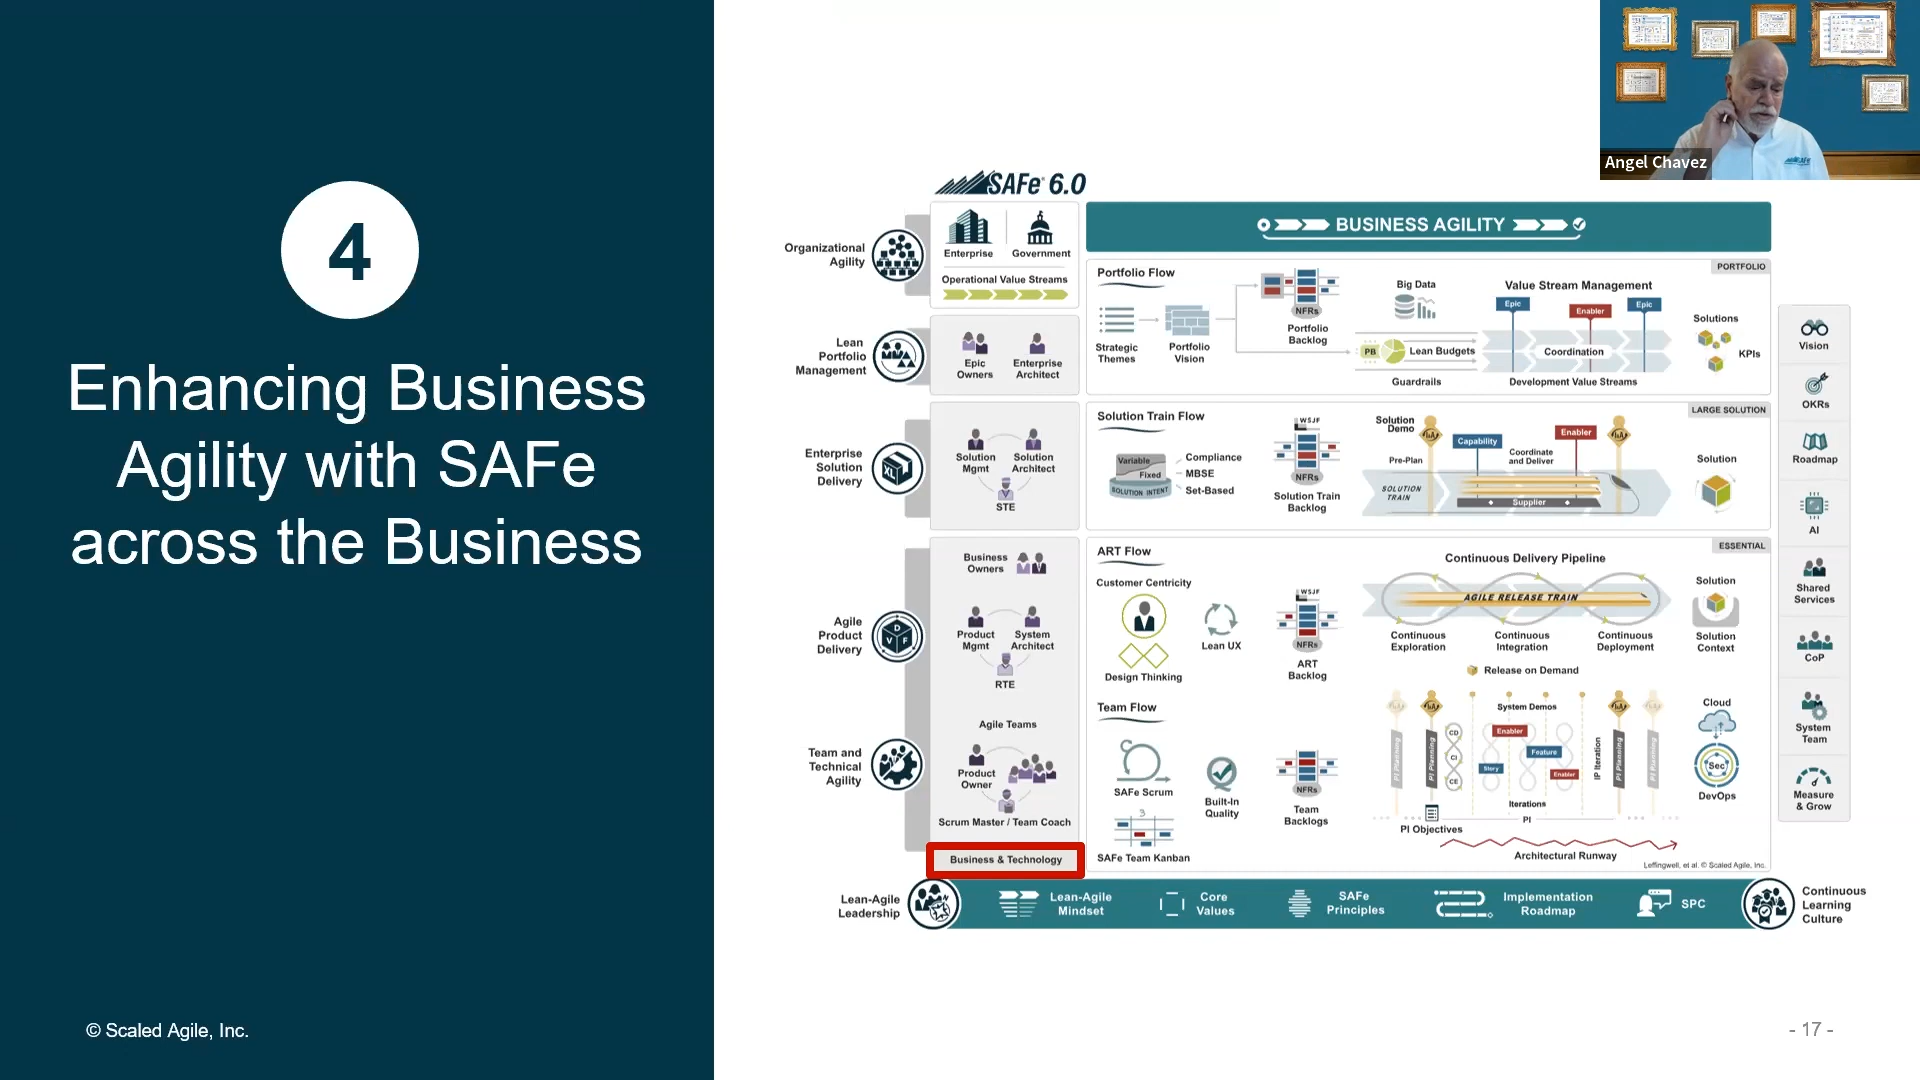 4
Enhancing Business
Agility with SAFe
across the Business
© Scaled Agile, Inc.
Angel Chavez
SAFe 6.0
Organizational
Agility
Enterprise
Government
Operational Value Streams
BUSINESS AGILITY
PORTFOLIO
Portfolio Flow
Strategic
Themes
Portfolio
Vision
NFRs
Portfolio
Backlog
Big Data
PB
Lean Budgets
Guardrails
Value Stream Management
Epic
Enabler
Epic
Coordination
Development Value Streams
Solutions
KPIs
Lean
Portfolio
Management
Epic
Owners
Enterprise
Architect
LARGE SOLUTION
Enterprise
Solution
Delivery
XL
Solution
Mgmt
Solution
Architect
STE
Solution Train Flow
Variable
Fixed
SOLUTION INTENT
Compliance
MBSE
Set-Based
WSJF
NFRs
Solution Train
Backlog
Solution
Demo
I&A
Pre-Plan
Capability
Coordinate
and Deliver
Enabler
I&A
SOLUTION
TRAIN
Supplier
Solution
ESSENTIAL
Agile
Product
Delivery
D
V F
Business
Owners
Product
Mgmt
System
Architect
RTE
ART Flow
Customer Centricity
Lean UX
Design Thinking
WSJF
NFRs
ART
Backlog
Continuous Delivery Pipeline
AGILE RELEASE TRAIN
Continuous
Exploration
Continuous
Integration
Continuous
Deployment
Release on Demand
Solution
Solution
Context
Team and
Technical
Agility
Agile Teams
Product
Owner
Scrum Master / Team Coach
Business & Technology
Team Flow
SAFe Scrum
3
SAFe Team Kanban
Built-In
Quality
NFRs
Team
Backlogs
I&A
I&A
System Demos
I&A
I&A
PI Planning
PI Planning
CD
CI
CE
Enabler
Story
Feature
Enabler
IP Iteration
PI Planning
PI Planning
Iterations
PI Objectives
PI
Architectural Runway
Cloud
Sec
DevOps
Leffingwell, et al. © Scaled Agile, Inc.
Vision
OKRs
Roadmap
AI
Shared
Services
CoP
System
Team
Measure
& Grow
Lean-Agile
Leadership
Lean-Agile
Mindset
Core
Values
SAFe
Principles
Implementation
Roadmap
SPC
Continuous
Learning
Culture
- 17 -